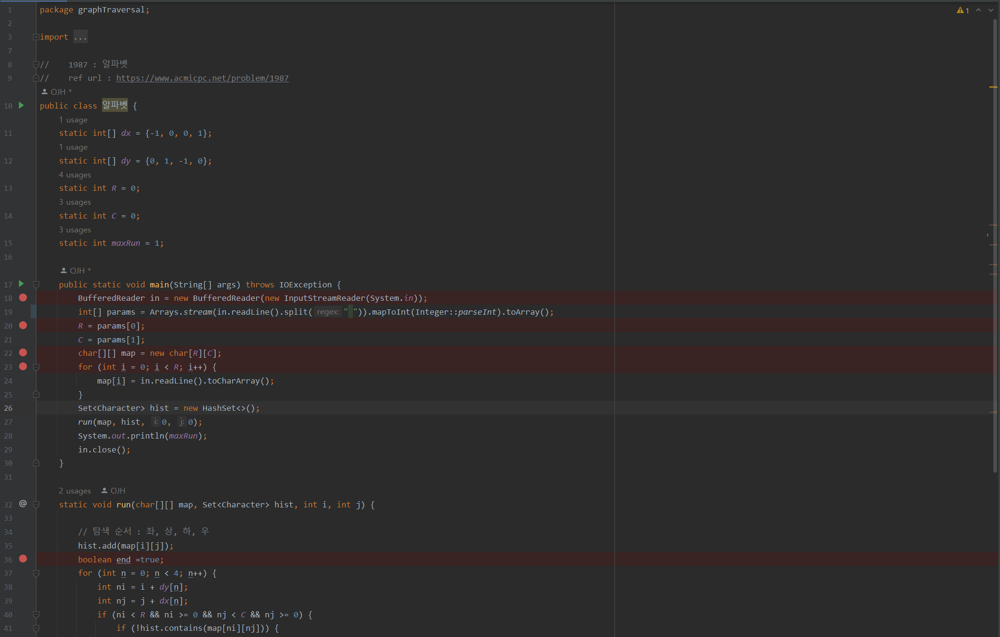 1 package graphTraversal;
2
3 import ...
7
8 //    1987 : 알파벳
9 //    ref url : https://www.acmicpc.net/problem/1987
OJH *
10 public class 알파벳 {
1 usage
11     static int[] dx = {-1, 0, 0, 1};
1 usage
12     static int[] dy = {0, 1, -1, 0};
4 usages
13     static int R = 0;
3 usages
14     static int C = 0;
3 usages
15     static int maxRun = 1;
16
OJH *
17     public static void main(String[] args) throws IOException {
18         BufferedReader in = new BufferedReader(new InputStreamReader(System.in));
19         int[] params = Arrays.stream(in.readLine().split( regex: " ")).mapToInt(Integer::parseInt).toArray();
20         R = params[0];
21         C = params[1];
22         char[][] map = new char[R][C];
23         for (int i = 0; i < R; i++) {
24             map[i] = in.readLine().toCharArray();
25         }
26         Set<Character> hist = new HashSet<>();
27         run(map, hist, i: 0, j: 0);
28         System.out.println(maxRun);
29         in.close();
30     }
31
2 usages OJH
32 @ static void run(char[][] map, Set<Character> hist, int i, int j) {
33
34         // 탐색 순서 : 좌, 상, 하, 우
35         hist.add(map[i][j]);
36         boolean end =true;
37         for (int n = 0; n < 4; n++) {
38             int ni = i + dy[n];
39             int nj = j + dx[n];
40             if (ni < R && ni >= 0 && nj < C && nj >= 0) {
41                 if (!hist.contains(map[ni][nj])) {
1